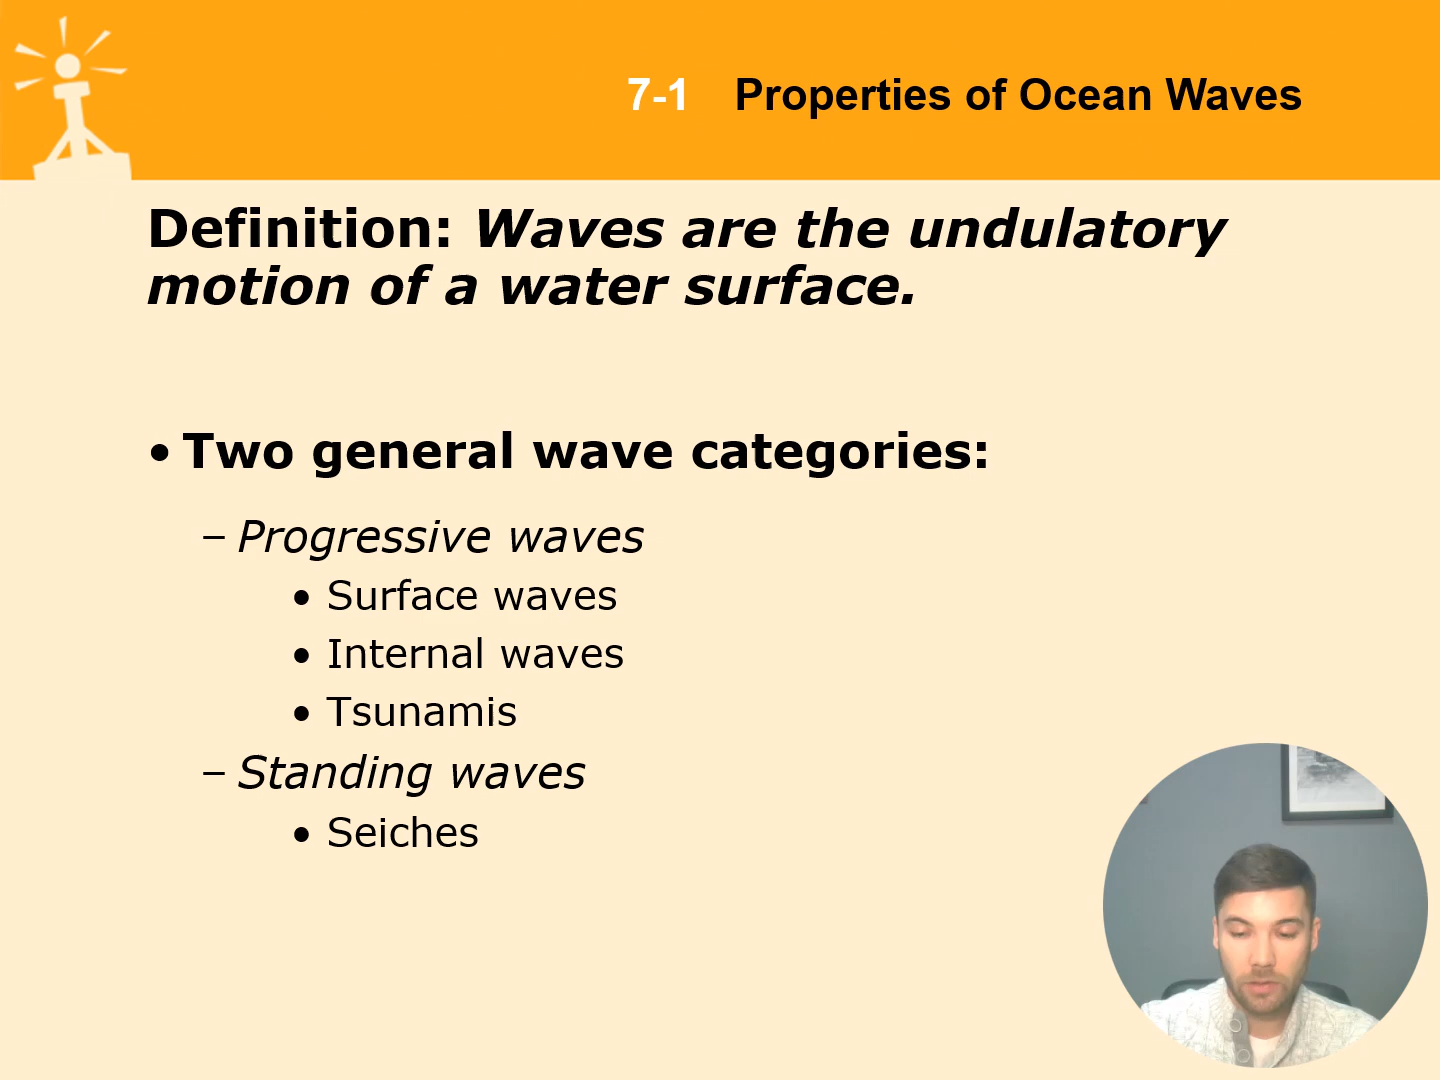 7-1 Properties of Ocean Waves
Definition: Waves are the undulatory
motion of a water surface.
• Two general wave categories:
– Progressive waves
• Surface waves
• Internal waves
• Tsunamis
– Standing waves
• Seiches